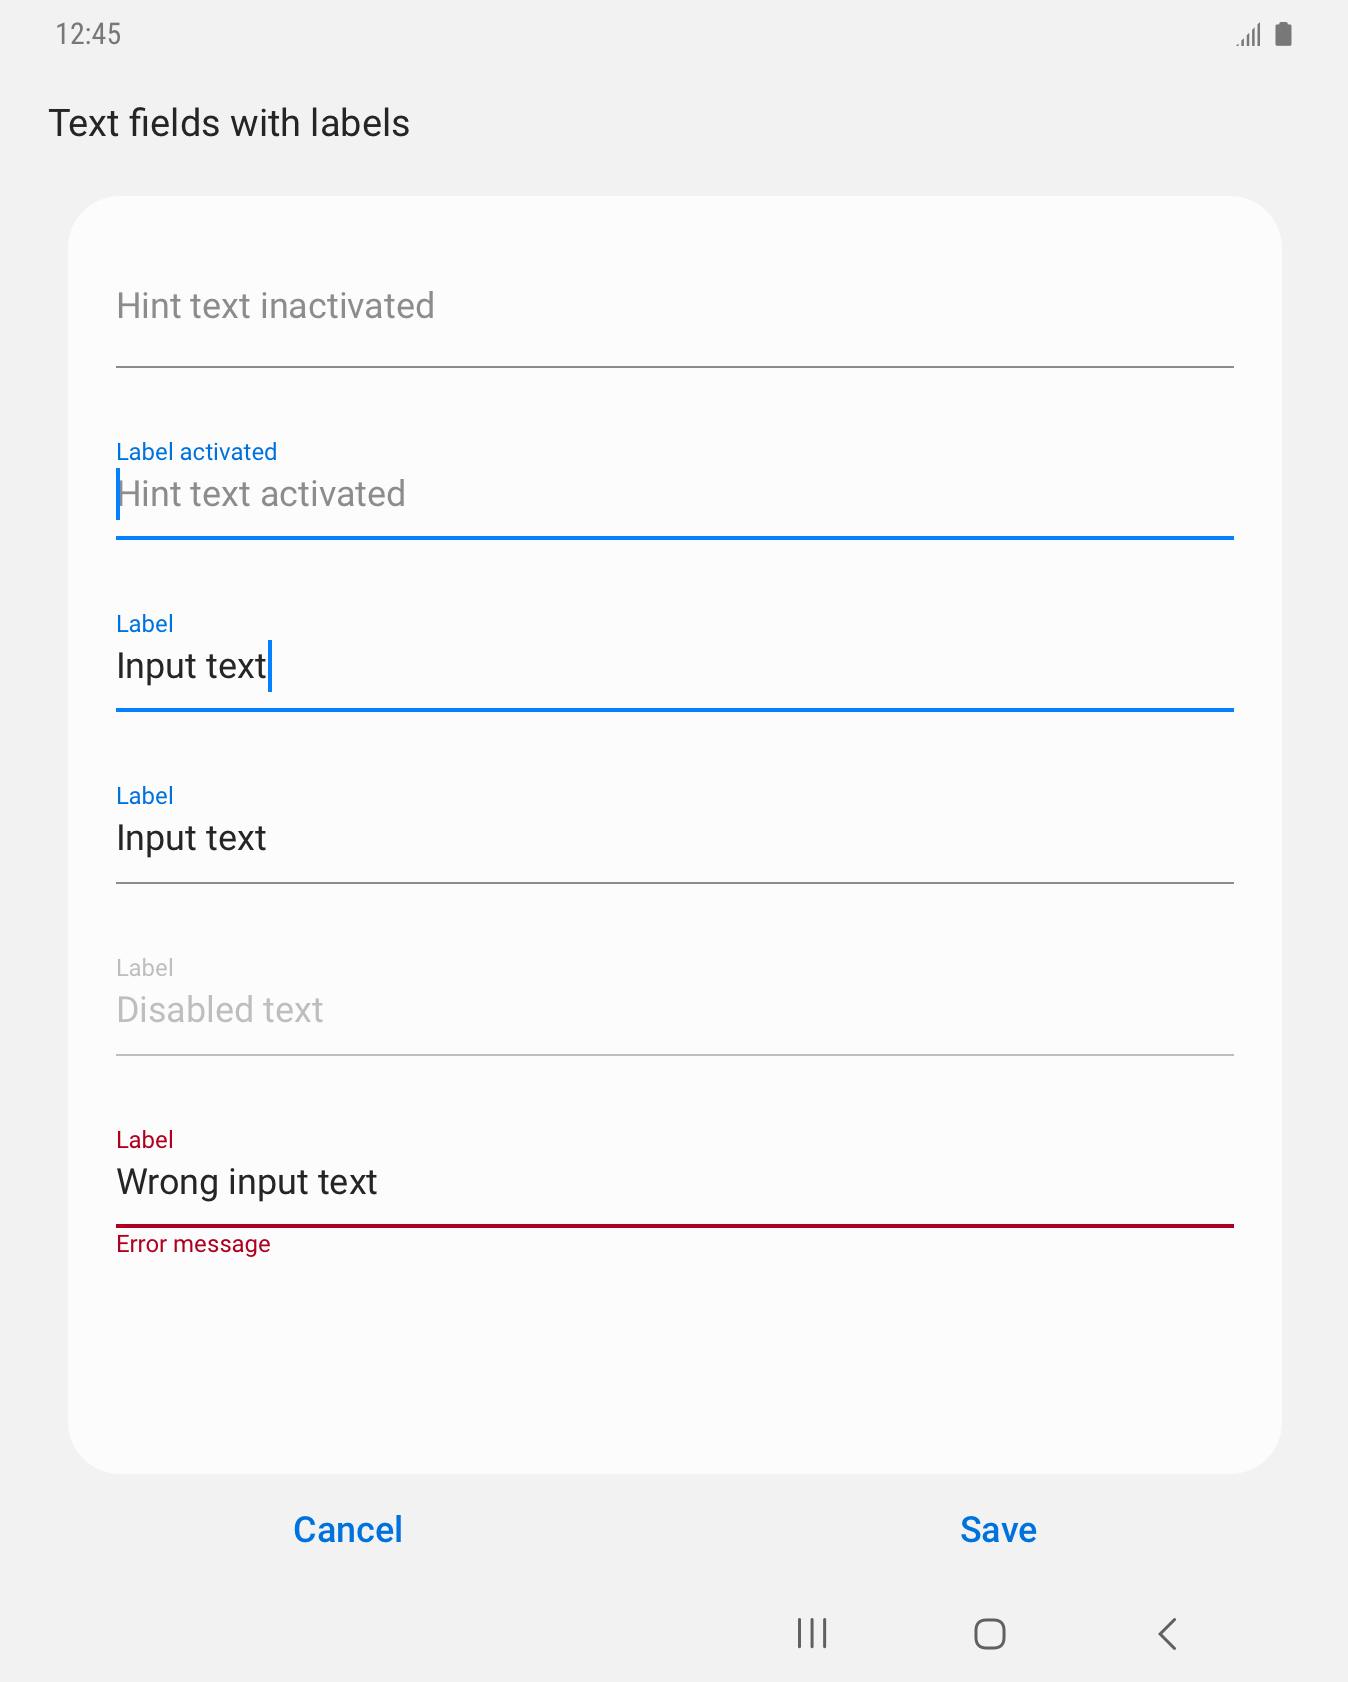 12:45
Text fields with labels
Hint text inactivated
Label activated
Hint text activated
Label
Input text
Label
Input text
Label
Disabled text
Label
Wrong input text
Error message
Cancel
Save